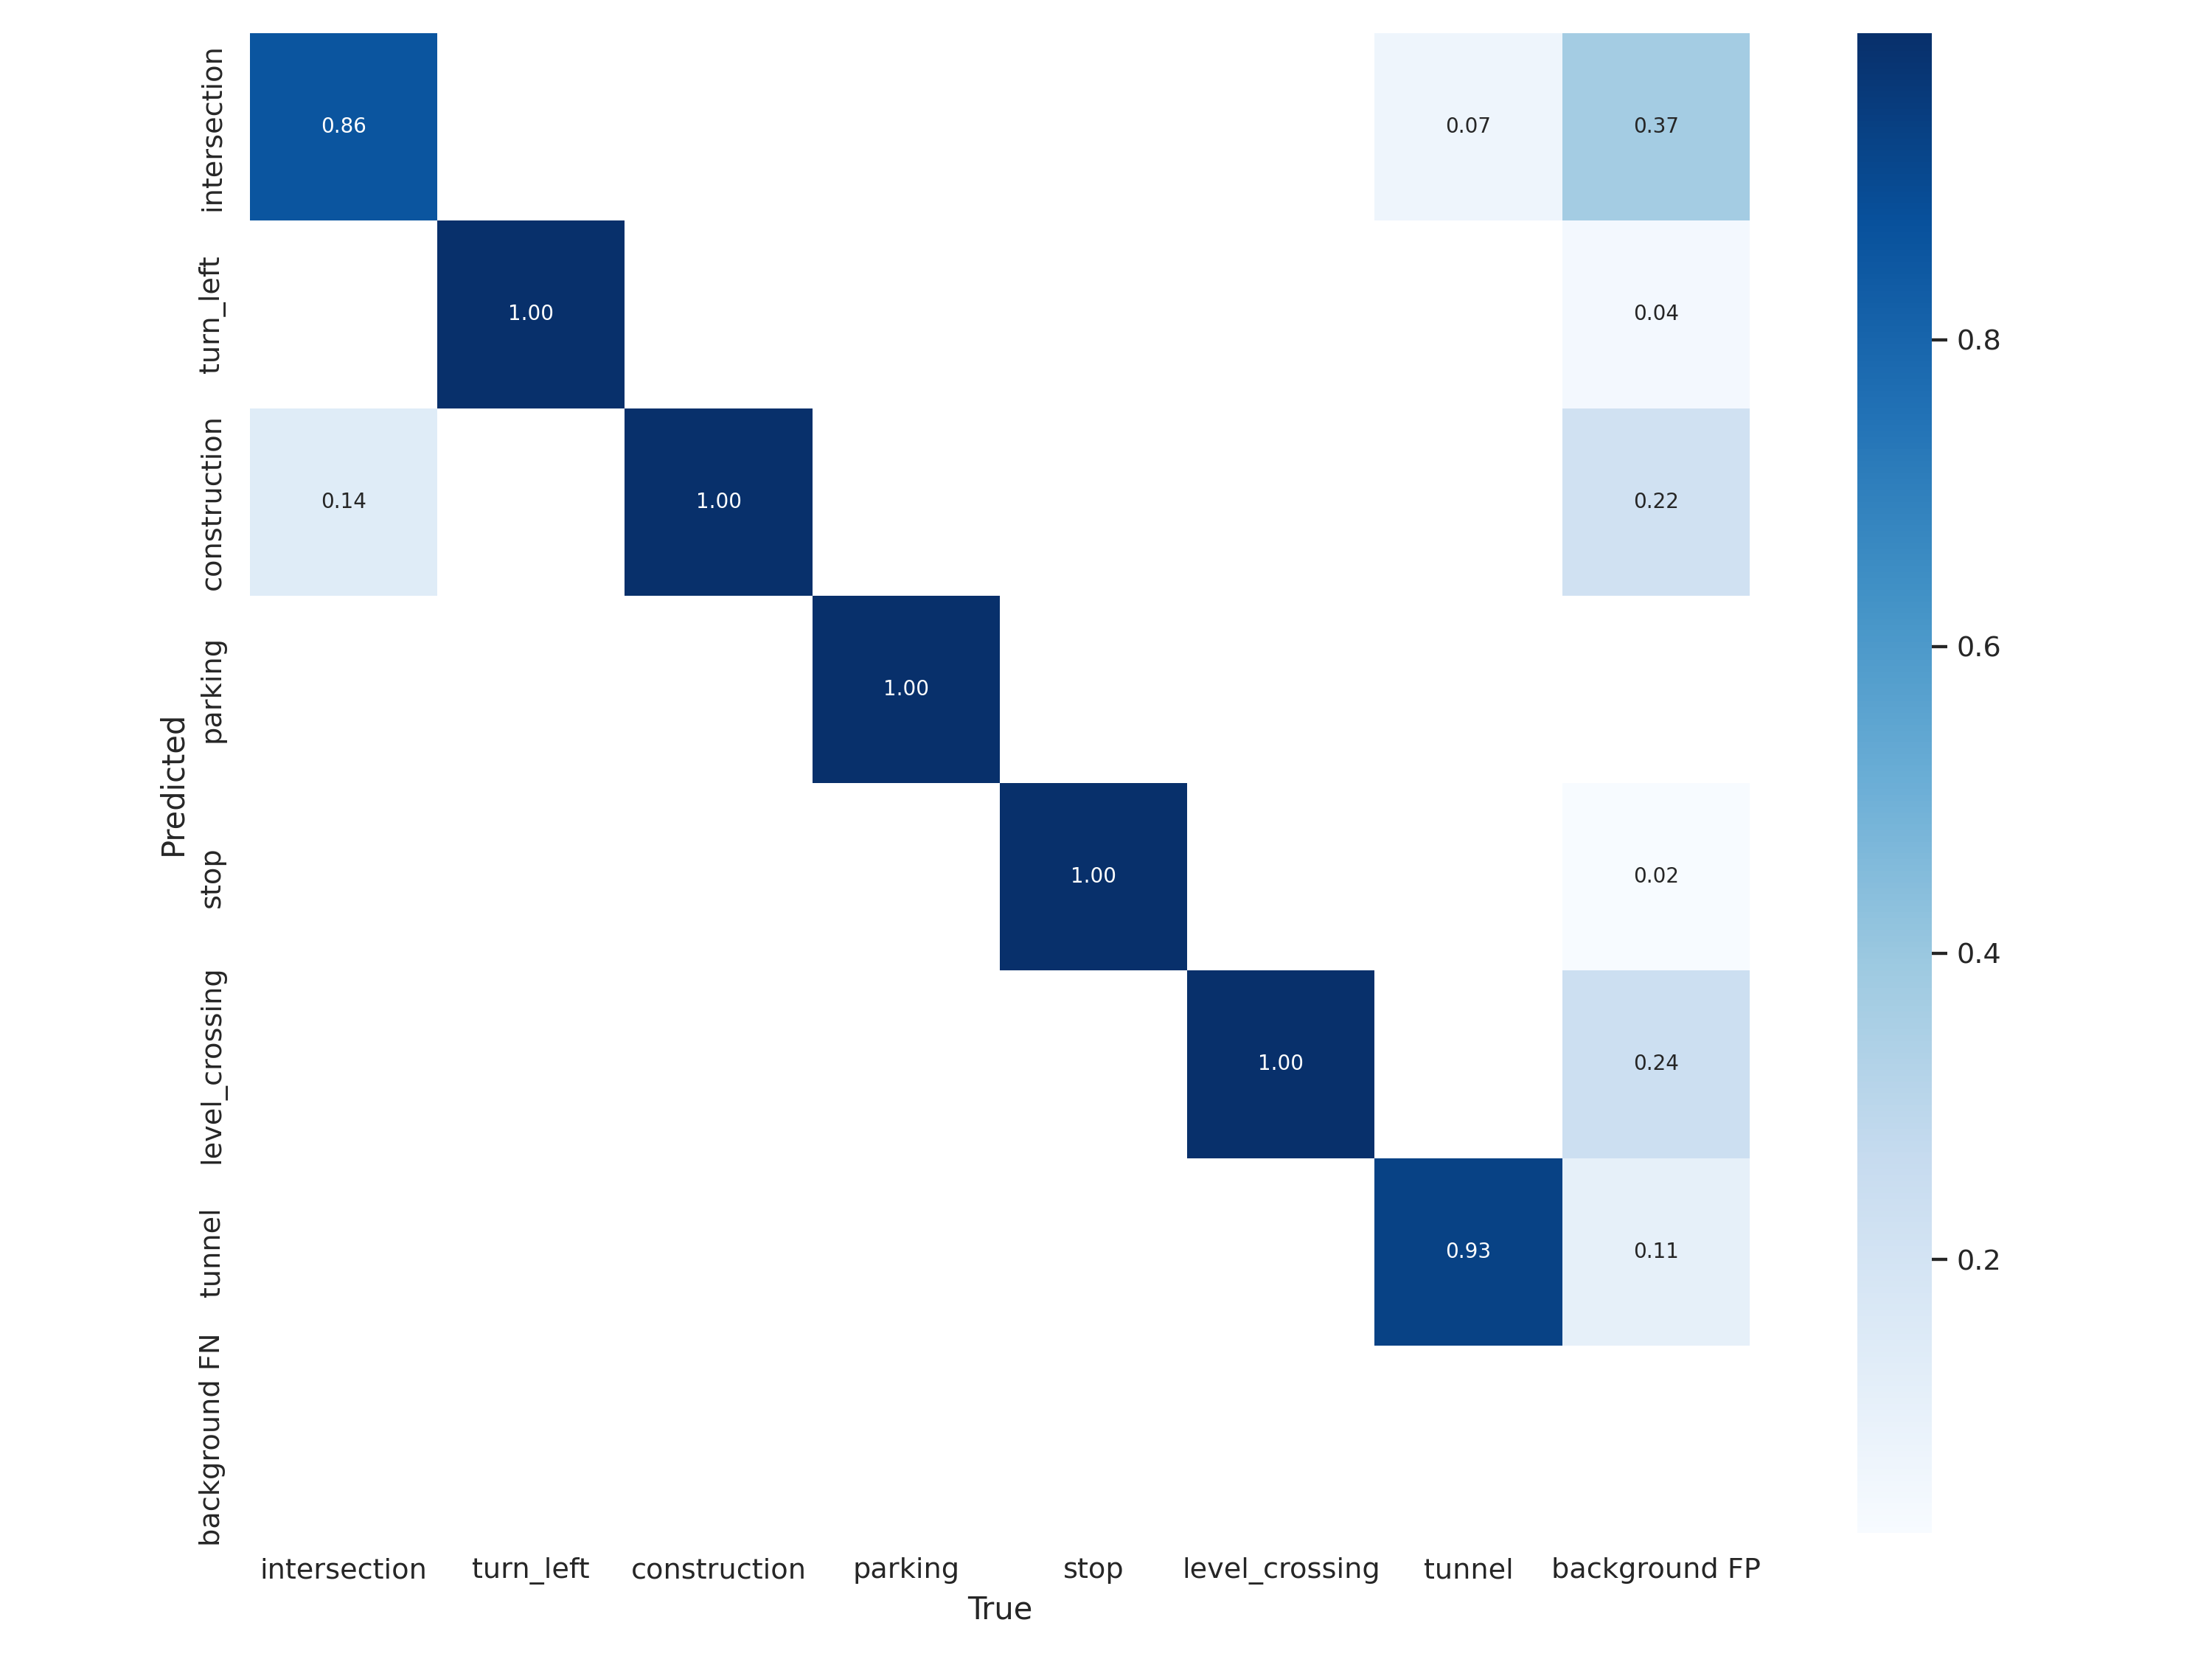 intersection 0.86 0.07 0.37
turn_left 1.00 0.04
0.8
construction 0.14 1.00 0.22
0.6
parking 1.00
Predicted
stop 1.00 0.02
0.4
level_crossing 1.00 0.24
tunnel 0.93 0.11
0.2
background FN
intersection turn_left construction parking stop level_crossing tunnel background FP
True